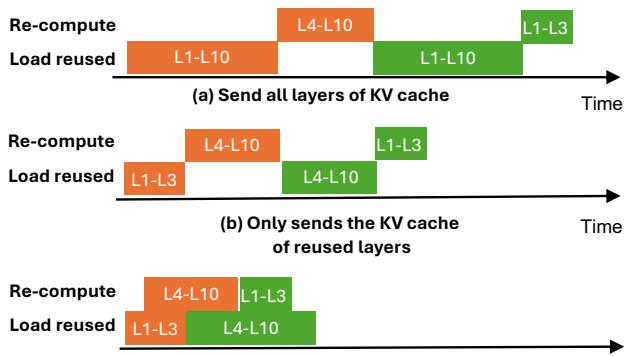 Re-compute L4-L10 L1-L3
Load reused L1-L10 L1-L10
(a) Send all layers of KV cache
Time
Re-compute L4-L10 L1-L3
Load reused L1-L3 L4-L10
(b) Only sends the KV cache
of reused layers
Time
Re-compute L4-L10 L1-L3
Load reused L1-L3 L4-L10